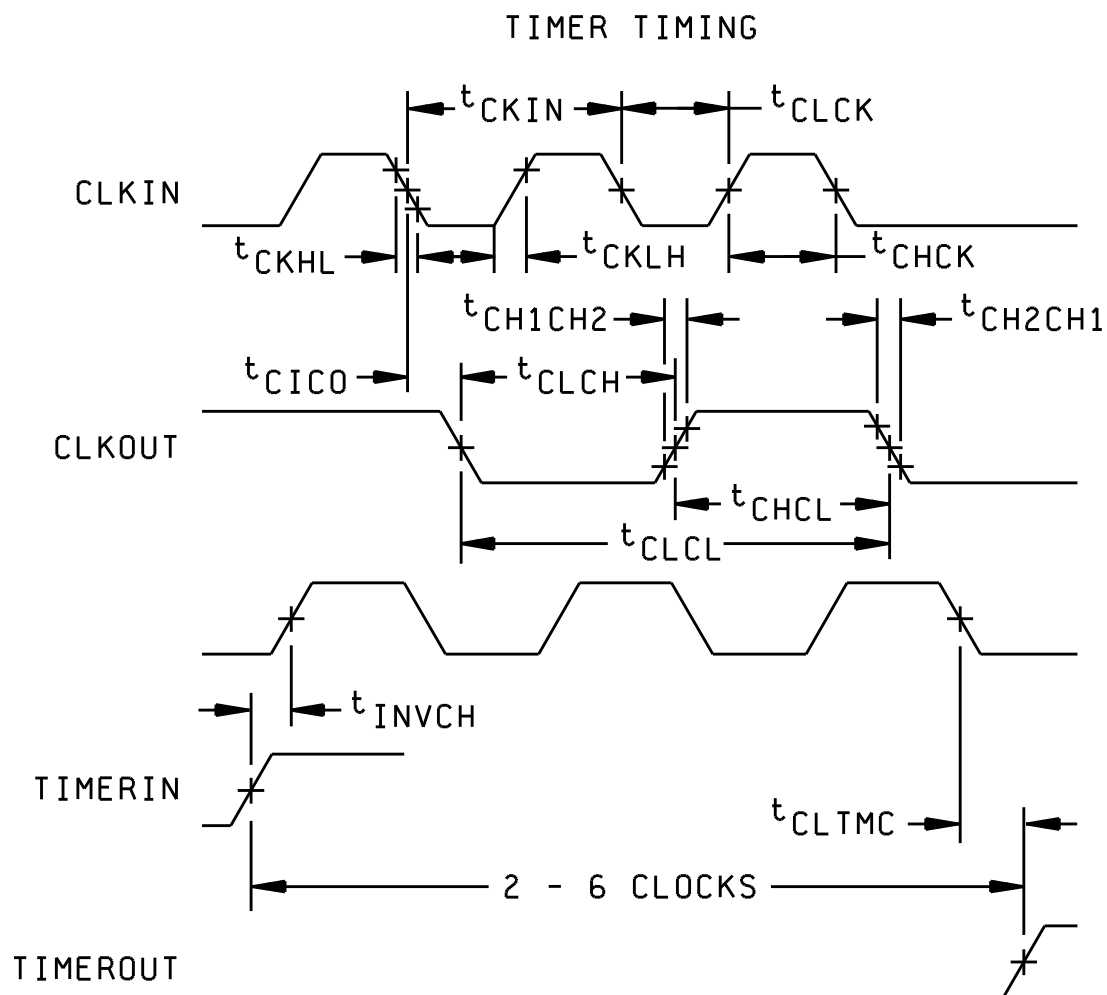 TIMER TIMING
tCKIN
tCLCK
CLKIN
tCKHL
tCKLH
tCHCK
tCH1CH2
tCH2CH1
tCICO
tCLCH
CLKOUT
tCHCL
tCLCL
tINVCH
TIMERIN
tCLTMC
2 - 6 CLOCKS
TIMEROUT